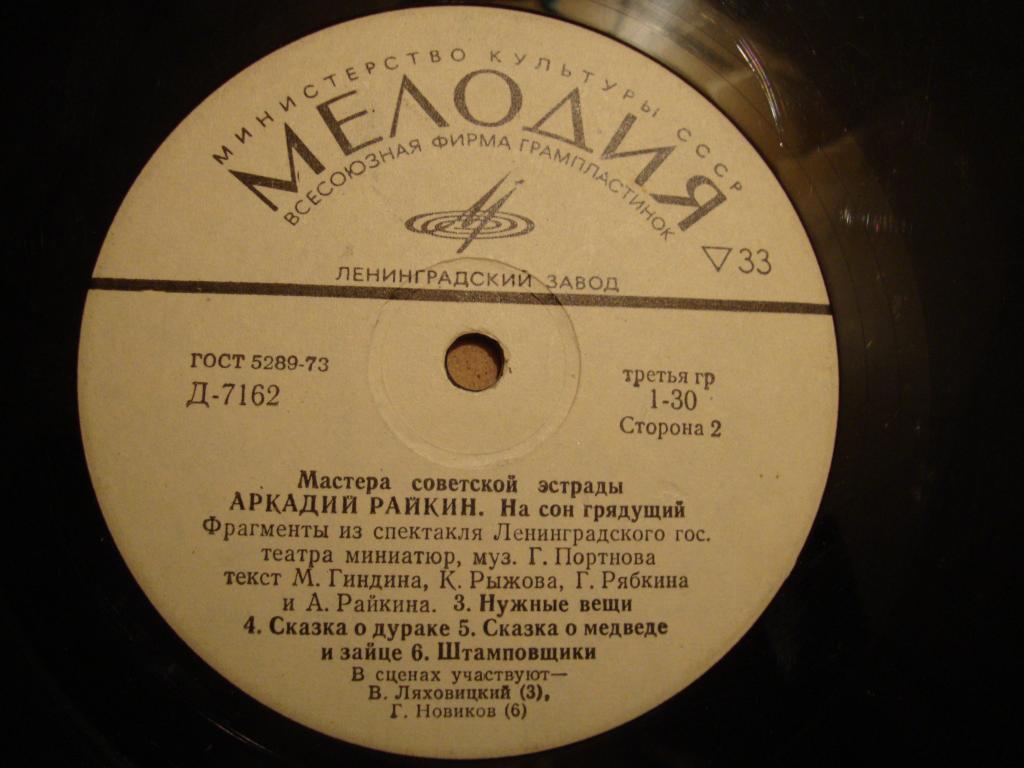 МИНИСТЕРСТВО КУЛЬТУРЫ СССР
МЕЛОДИЯ
ВСЕСОЮЗНАЯ ФИРМА ГРАМПЛАСТИНОК
▽33
ЛЕНИНГРАДСКИЙ ЗАВОД
ГОСТ 5289-73
Д-7162
третья гр
1-30
Сторона 2
Мастера советской эстрады
АРКАДИЙ РАЙКИН. На сон грядущий
Фрагменты из спектакля Ленинградского гос.
театра миниатюр, муз. Г. Портнова
текст М. Гиндина, К. Рыжова, Г. Рябкина
и А. Райкина. 3. Нужные вещи
4. Сказка о дураке 5. Сказка о медведе
и зайце 6. Штамповщики
В сценах участвуют—
В. Ляховицкий (3),
Г. Новиков (6)